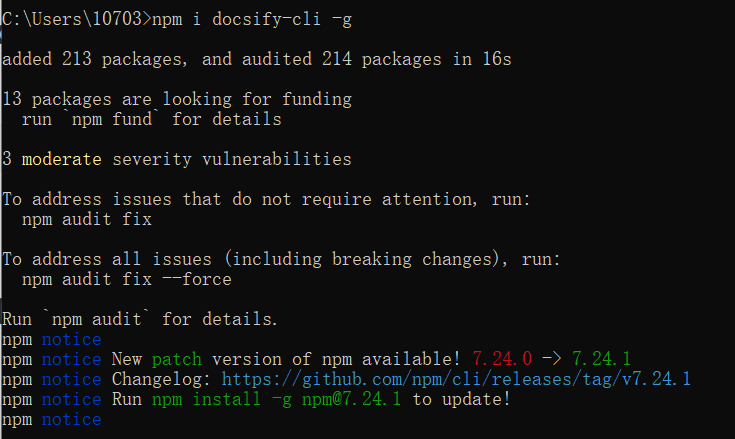 C:\Users\10703>npm i docsify-cli -g
added 213 packages, and audited 214 packages in 16s
13 packages are looking for funding
  run `npm fund` for details
3 moderate severity vulnerabilities
To address issues that do not require attention, run:
  npm audit fix
To address all issues (including breaking changes), run:
  npm audit fix --force
Run `npm audit` for details.
npm notice
npm notice New patch version of npm available! 7.24.0 -> 7.24.1
npm notice Changelog: https://github.com/npm/cli/releases/tag/v7.24.1
npm notice Run npm install -g npm@7.24.1 to update!
npm notice